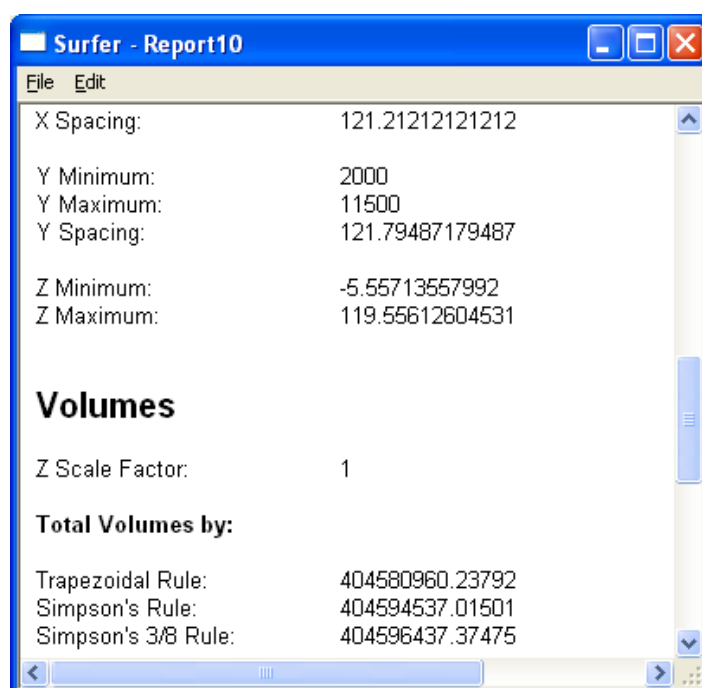 Surfer - Report10
File Edit
X Spacing: 121.21212121212
Y Minimum: 2000
Y Maximum: 11500
Y Spacing: 121.79487179487
Z Minimum: -5.55713557992
Z Maximum: 119.55612604531
Volumes
Z Scale Factor: 1
Total Volumes by:
Trapezoidal Rule: 404580960.23792
Simpson's Rule: 404594537.01501
Simpson's 3/8 Rule: 404596437.37475